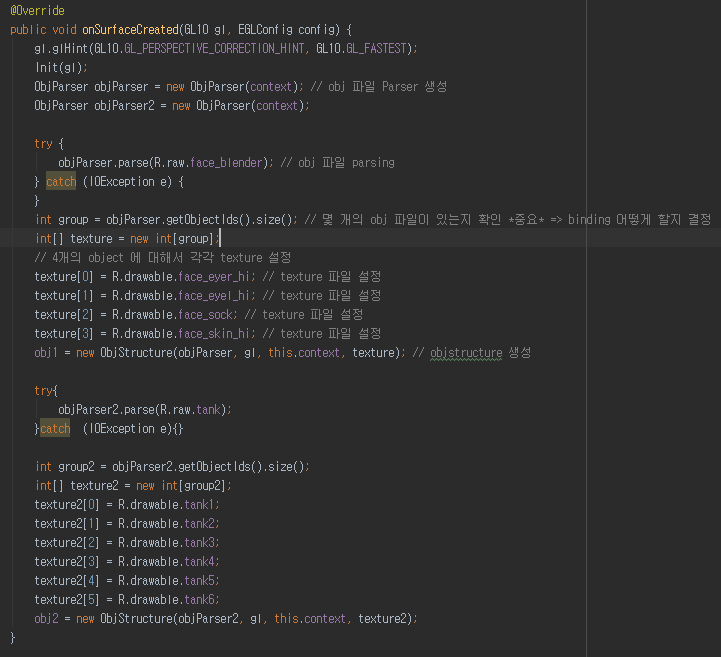 @Override
public void onSurfaceCreated(GL10 gl, EGLConfig config) {
gl.glHint(GL10.GL_PERSPECTIVE_CORRECTION_HINT, GL10.GL_FASTEST);
Init(gl);
ObjParser objParser = new ObjParser(context); // obj 파일 Parser 생성
ObjParser objParser2 = new ObjParser(context);
try {
objParser.parse(R.raw.face_blender); // obj 파일 parsing
} catch (IOException e) {
}
int group = objParser.getObjectIds().size(); // 몇 개의 obj 파일이 있는지 확인 *중요* => binding 어떻게 할지 결정
int[] texture = new int[group];
// 4개의 object 에 대해서 각각 texture 설정
texture[0] = R.drawable.face_eyer_hi; // texture 파일 설정
texture[1] = R.drawable.face_eyel_hi; // texture 파일 설정
texture[2] = R.drawable.face_sock; // texture 파일 설정
texture[3] = R.drawable.face_skin_hi; // texture 파일 설정
obj1 = new ObjStructure(objParser, gl, this.context, texture); // objstructure 생성
try{
objParser2.parse(R.raw.tank);
}catch  (IOException e){}
int group2 = objParser2.getObjectIds().size();
int[] texture2 = new int[group2];
texture2[0] = R.drawable.tank1;
texture2[1] = R.drawable.tank2;
texture2[2] = R.drawable.tank3;
texture2[3] = R.drawable.tank4;
texture2[4] = R.drawable.tank5;
texture2[5] = R.drawable.tank6;
obj2 = new ObjStructure(objParser2, gl, this.context, texture2);
}